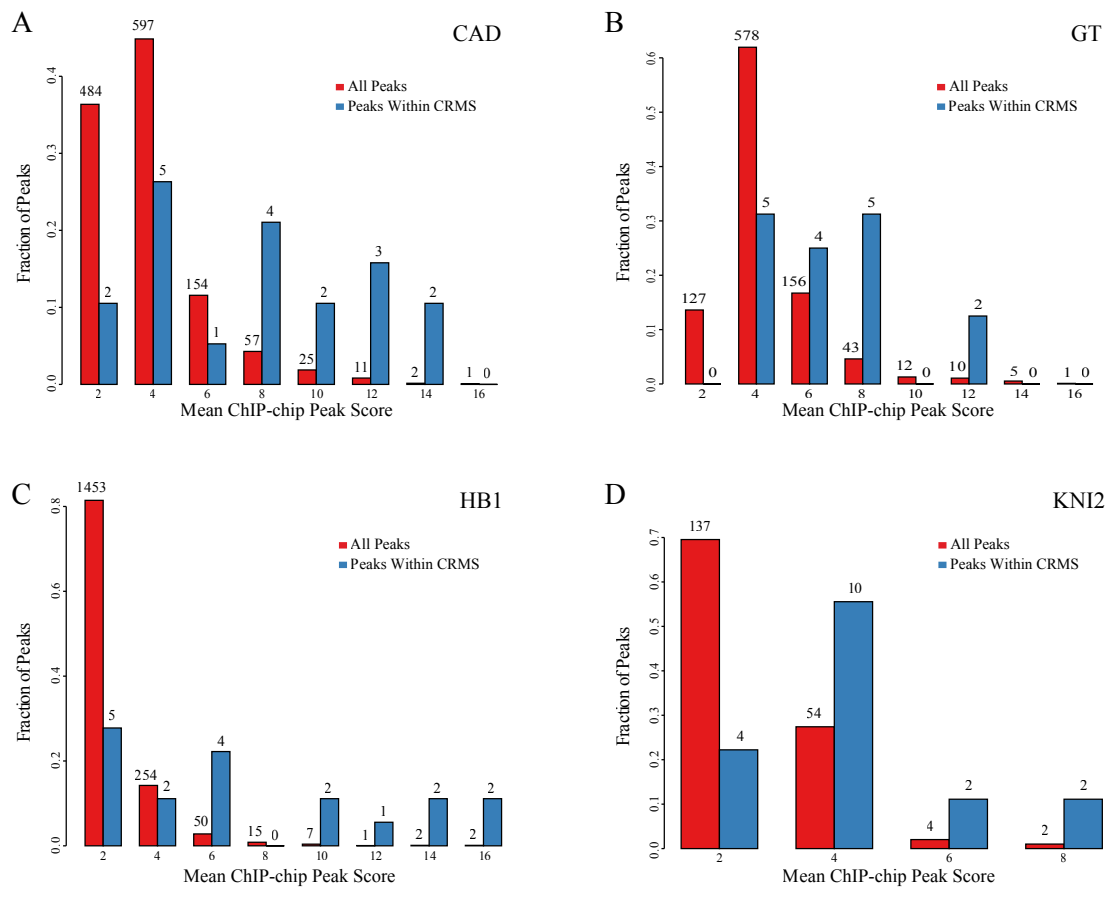 A
CAD
Fraction of Peaks
0.0 0.1 0.2 0.3 0.4
All Peaks
Peaks Within CRMS
484 2 597 5 154 1 57 4 25 2 11 3 2 2 1 0
2 4 6 8 10 12 14 16
Mean ChIP-chip Peak Score
B
GT
Fraction of Peaks
0.0 0.1 0.2 0.3 0.4 0.5 0.6
All Peaks
Peaks Within CRMS
127 0 578 5 156 4 43 5 12 0 10 2 5 0 1 0
2 4 6 8 10 12 14 16
Mean ChIP-chip Peak Score
C
HB1
Fraction of Peaks
0.0 0.2 0.4 0.6 0.8
All Peaks
Peaks Within CRMS
1453 5 254 2 50 4 15 0 7 2 1 1 2 2 2 2
2 4 6 8 10 12 14 16
Mean ChIP-chip Peak Score
D
KNI2
Fraction of Peaks
0.0 0.1 0.2 0.3 0.4 0.5 0.6 0.7
All Peaks
Peaks Within CRMS
137 4 54 10 4 2 2 2
2 4 6 8
Mean ChIP-chip Peak Score